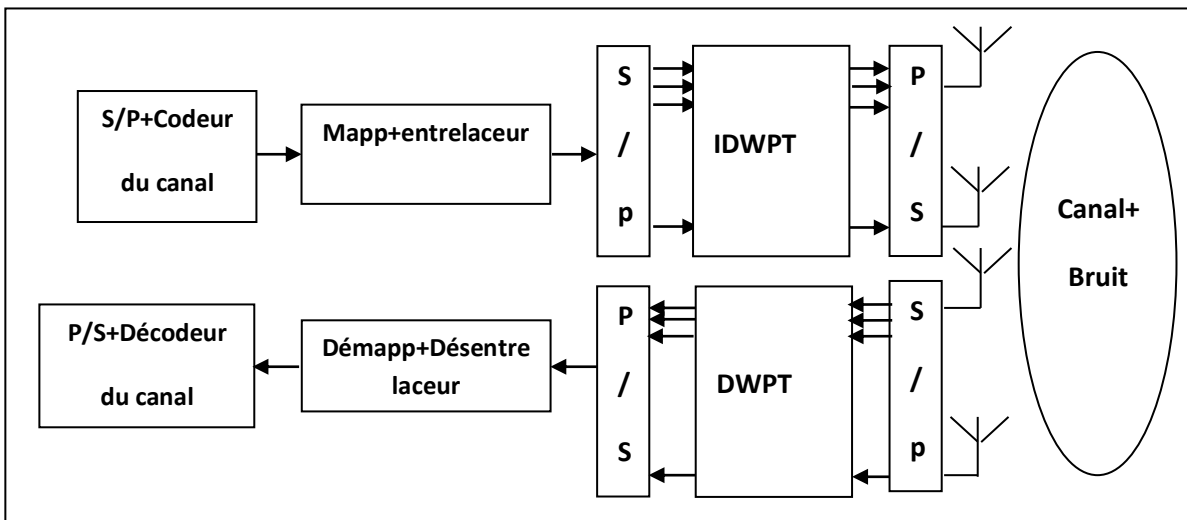 S/P+Codeur
du canal
Mapp+entrelaceur
S
/
p
IDWPT
P
/
S
Canal+
Bruit
P/S+Décodeur
du canal
Démapp+Désentre
laceur
P
/
S
DWPT
S
/
p